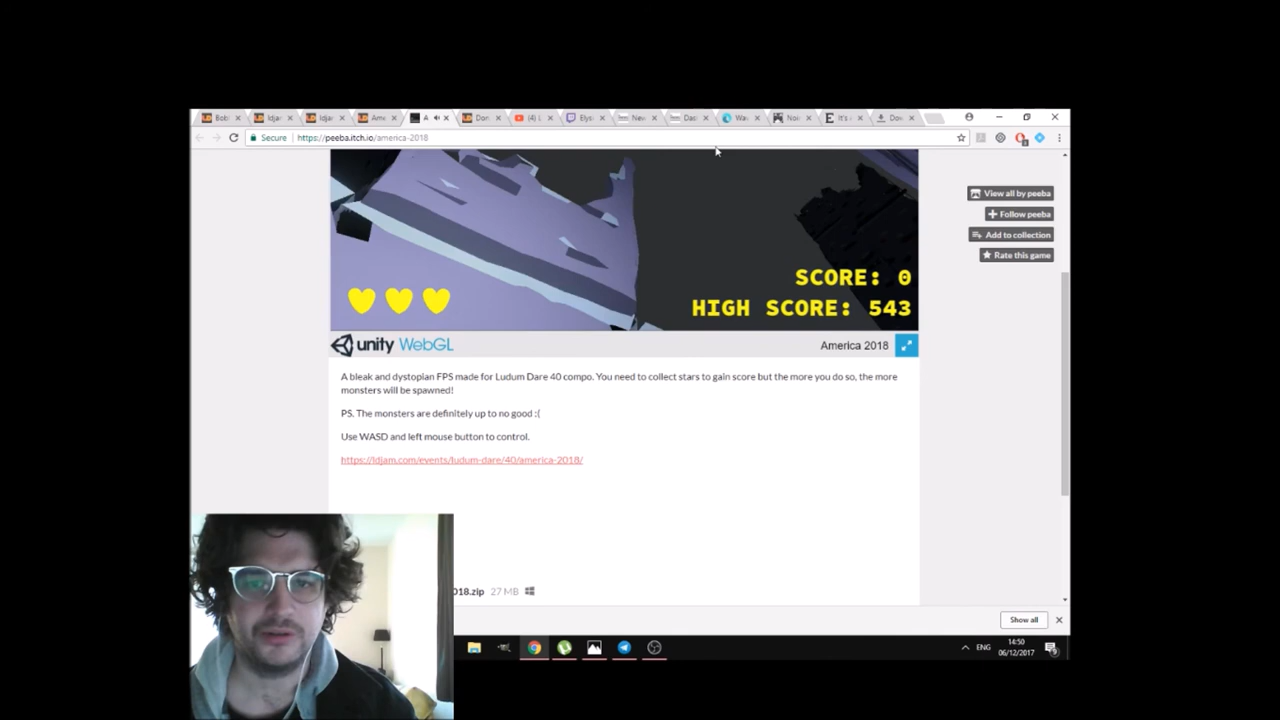 Secure https://peeba.itch.io/america-2018
View all by peeba
Follow peeba
Add to collection
Rate this game
SCORE: 0
HIGH SCORE: 543
unity WebGL
America 2018
A bleak and dystopian FPS made for Ludum Dare 40 compo. You need to collect stars to gain score but the more you do so, the more
monsters will be spawned!
PS. The monsters are definitely up to no good :(
Use WASD and left mouse button to control.
https://ldjam.com/events/ludum-dare/40/america-2018/
018.zip 27 MB
Show all
ENG
14:50
06/12/2017